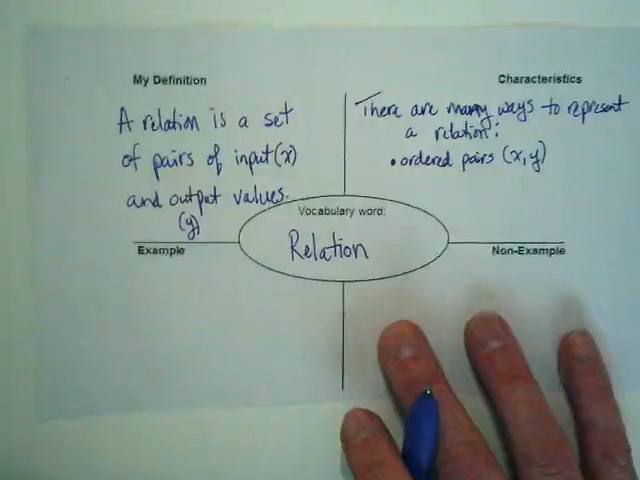 My Definition
A relation is a set
of pairs of input (x)
and output values.
(y)
Characteristics
There are many ways to represent
a relation:
• ordered pairs (x, y)
Vocabulary word:
Relation
Example
Non-Example